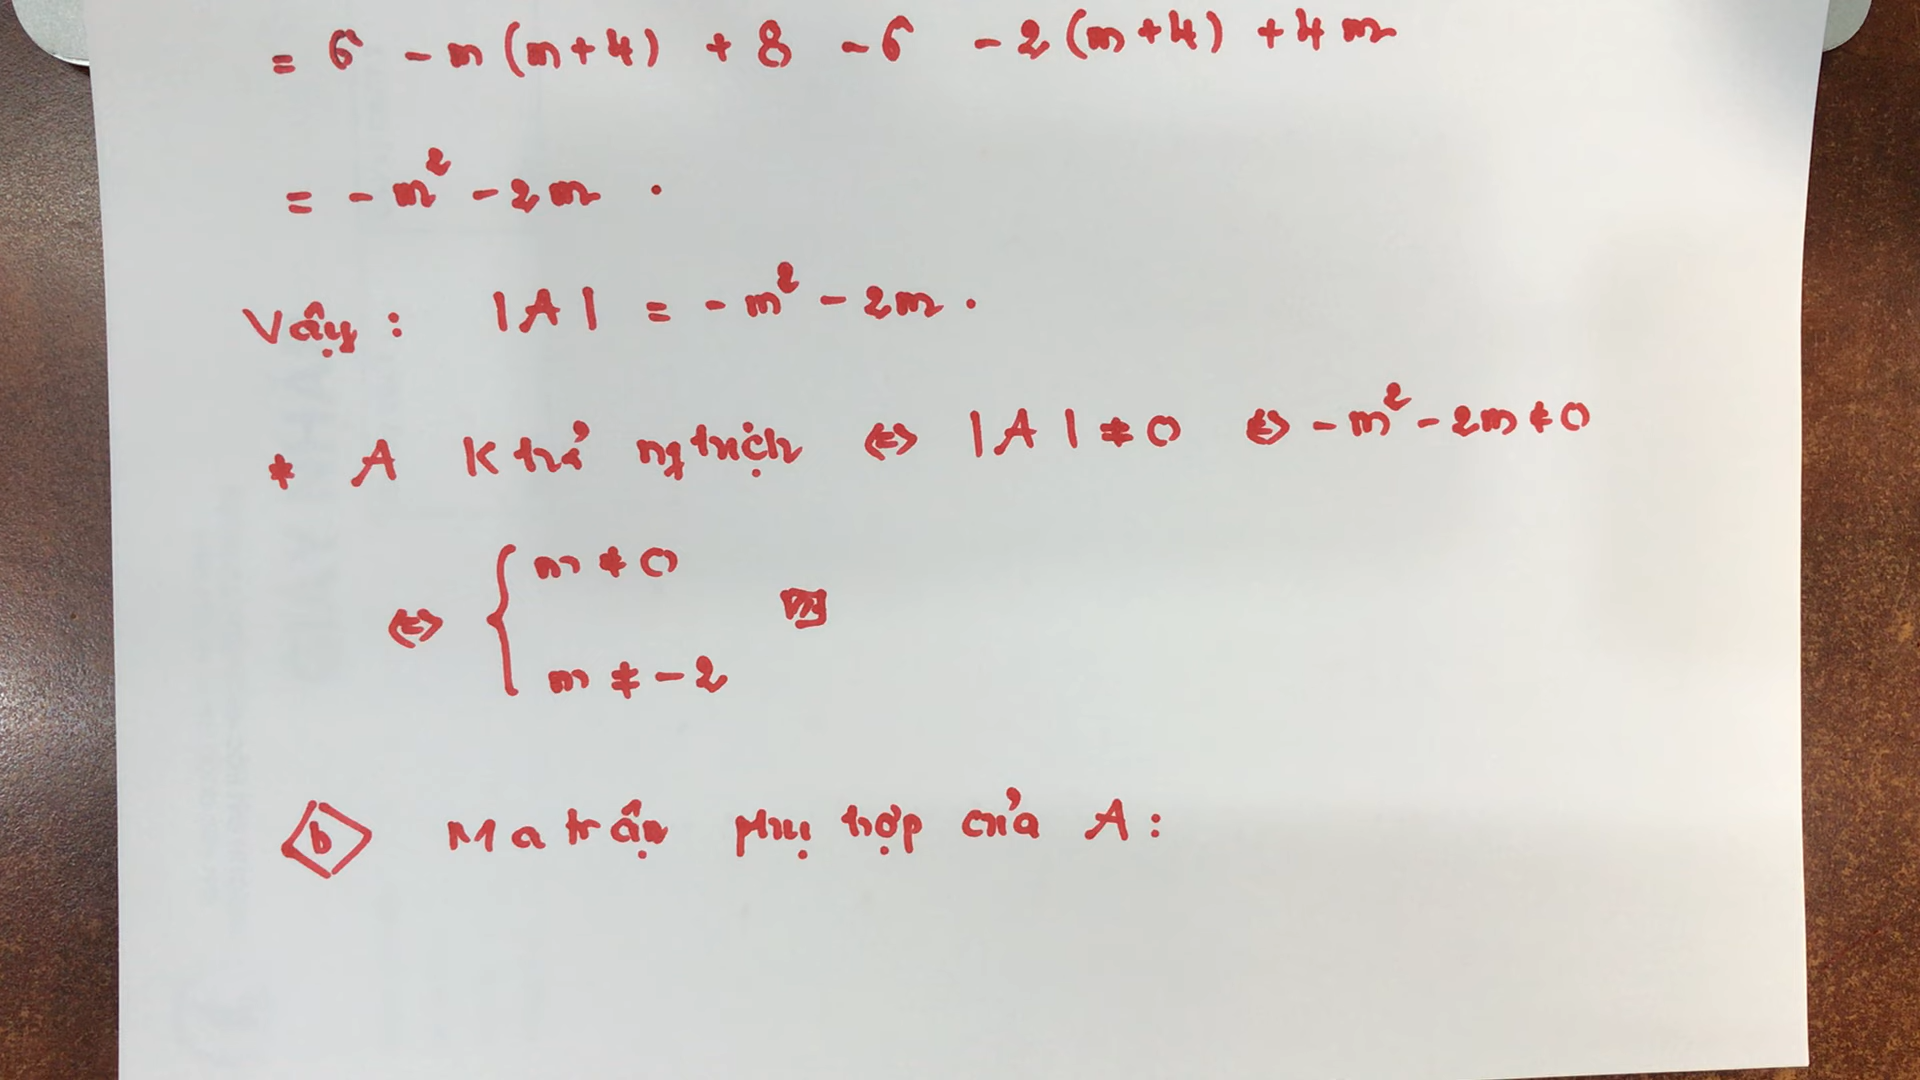 = 6 - m (m+4) + 8 - 6 - 2 (m+4) + 4m
= - m² - 2m .
Vậy : |A| = - m² - 2m .
* A khả nghịch ⇔ |A| ≠ 0 ⇔ - m² - 2m ≠ 0
⇔ { m ≠ 0
m ≠ - 2
b Ma trận phụ hợp của A :